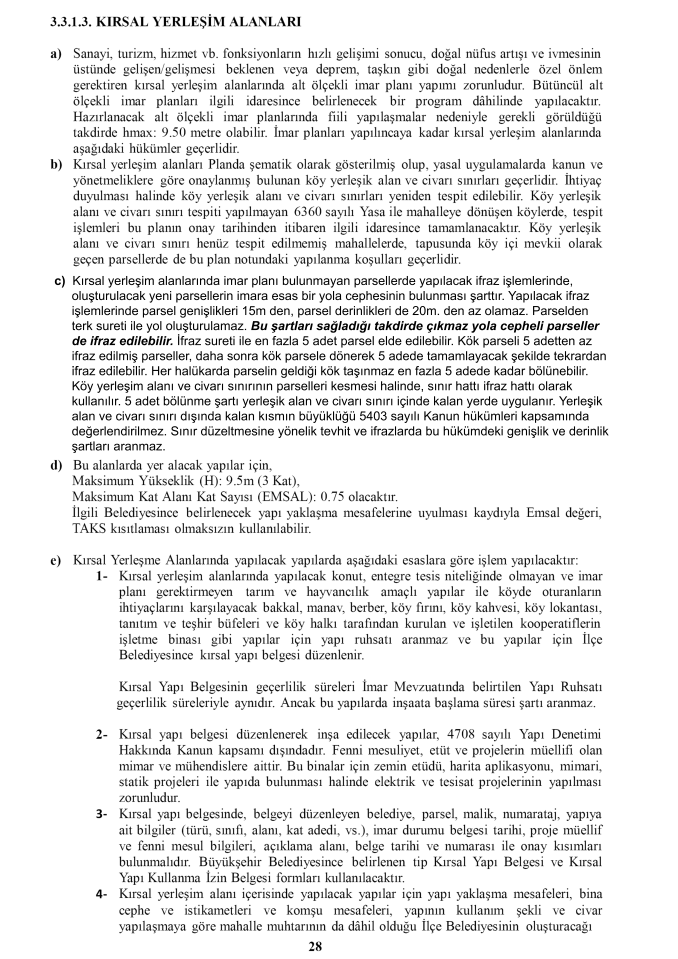 3.3.1.3. KIRSAL YERLEŞİM ALANLARI
a) Sanayi, turizm, hizmet vb. fonksiyonların hızlı gelişimi sonucu, doğal nüfus artışı ve ivmesinin
üstünde gelişen/gelişmesi beklenen veya deprem, taşkın gibi doğal nedenlerle özel önlem
gerektiren kırsal yerleşim alanlarında alt ölçekli imar planı yapımı zorunludur. Bütüncül alt
ölçekli imar planları ilgili idaresince belirlenecek bir program dâhilinde yapılacaktır.
Hazırlanacak alt ölçekli imar planlarında fiili yapılaşmalar nedeniyle gerekli görüldüğü
takdirde hmax: 9.50 metre olabilir. İmar planları yapılıncaya kadar kırsal yerleşim alanlarında
aşağıdaki hükümler geçerlidir.
b) Kırsal yerleşim alanları Planda şematik olarak gösterilmiş olup, yasal uygulamalarda kanun ve
yönetmeliklere göre onaylanmış bulunan köy yerleşik alan ve civarı sınırları geçerlidir. İhtiyaç
duyulması halinde köy yerleşik alanı ve civarı sınırları yeniden tespit edilebilir. Köy yerleşik
alanı ve civarı sınırı tespiti yapılmayan 6360 sayılı Yasa ile mahalleye dönüşen köylerde, tespit
işlemleri bu planın onay tarihinden itibaren ilgili idaresince tamamlanacaktır. Köy yerleşik
alanı ve civarı sınırı henüz tespit edilmemiş mahallelerde, tapusunda köy içi mevkii olarak
geçen parsellerde de bu plan notundaki yapılanma koşulları geçerlidir.
c) Kırsal yerleşim alanlarında imar planı bulunmayan parsellerde yapılacak ifraz işlemlerinde,
oluşturulacak yeni parsellerin imara esas bir yola cephesinin bulunması şarttır. Yapılacak ifraz
işlemlerinde parsel genişlikleri 15m den, parsel derinlikleri de 20m. den az olamaz. Parselden
terk sureti ile yol oluşturulamaz. Bu şartları sağladığı takdirde çıkmaz yola cepheli parseller
de ifraz edilebilir. İfraz sureti ile en fazla 5 adet parsel elde edilebilir. Kök parseli 5 adetten az
ifraz edilmiş parseller, daha sonra kök parsele dönerek 5 adede tamamlayacak şekilde tekrardan
ifraz edilebilir. Her halükarda parselin geldiği kök taşınmaz en fazla 5 adede kadar bölünebilir.
Köy yerleşim alanı ve civarı sınırının parselleri kesmesi halinde, sınır hattı ifraz hattı olarak
kullanılır. 5 adet bölünme şartı yerleşik alan ve civarı sınırı içinde kalan yerde uygulanır. Yerleşik
alan ve civarı sınırı dışında kalan kısmın büyüklüğü 5403 sayılı Kanun hükümleri kapsamında
değerlendirilmez. Sınır düzeltmesine yönelik tevhit ve ifrazlarda bu hükümdeki genişlik ve derinlik
şartları aranmaz.
d) Bu alanlarda yer alacak yapılar için,
Maksimum Yükseklik (H): 9.5m (3 Kat),
Maksimum Kat Alanı Kat Sayısı (EMSAL): 0.75 olacaktır.
İlgili Belediyesince belirlenecek yapı yaklaşma mesafelerine uyulması kaydıyla Emsal değeri,
TAKS kısıtlaması olmaksızın kullanılabilir.
e) Kırsal Yerleşme Alanlarında yapılacak yapılarda aşağıdaki esaslara göre işlem yapılacaktır:
1- Kırsal yerleşim alanlarında yapılacak konut, entegre tesis niteliğinde olmayan ve imar
planı gerektirmeyen tarım ve hayvancılık amaçlı yapılar ile köyde oturanların
ihtiyaçlarını karşılayacak bakkal, manav, berber, köy fırını, köy kahvesi, köy lokantası,
tanıtım ve teşhir büfeleri ve köy halkı tarafından kurulan ve işletilen kooperatiflerin
işletme binası gibi yapılar için yapı ruhsatı aranmaz ve bu yapılar için İlçe
Belediyesince kırsal yapı belgesi düzenlenir.
Kırsal Yapı Belgesinin geçerlilik süreleri İmar Mevzuatında belirtilen Yapı Ruhsatı
geçerlilik süreleriyle aynıdır. Ancak bu yapılarda inşaata başlama süresi şartı aranmaz.
2- Kırsal yapı belgesi düzenlenerek inşa edilecek yapılar, 4708 sayılı Yapı Denetimi
Hakkında Kanun kapsamı dışındadır. Fenni mesuliyet, etüt ve projelerin müellifi olan
mimar ve mühendislere aittir. Bu binalar için zemin etüdü, harita aplikasyonu, mimari,
statik projeleri ile yapıda bulunması halinde elektrik ve tesisat projelerinin yapılması
zorunludur.
3- Kırsal yapı belgesinde, belgeyi düzenleyen belediye, parsel, malik, numarataj, yapıya
ait bilgiler (türü, sınıfı, alanı, kat adedi, vs.), imar durumu belgesi tarihi, proje müellif
ve fenni mesul bilgileri, açıklama alanı, belge tarihi ve numarası ile onay kısımları
bulunmalıdır. Büyükşehir Belediyesince belirlenen tip Kırsal Yapı Belgesi ve Kırsal
Yapı Kullanma İzin Belgesi formları kullanılacaktır.
4- Kırsal yerleşim alanı içerisinde yapılacak yapılar için yapı yaklaşma mesafeleri, bina
cephe ve istikametleri ve komşu mesafeleri, yapının kullanım şekli ve civar
yapılaşmaya göre mahalle muhtarının da dâhil olduğu İlçe Belediyesinin oluşturacağı
28